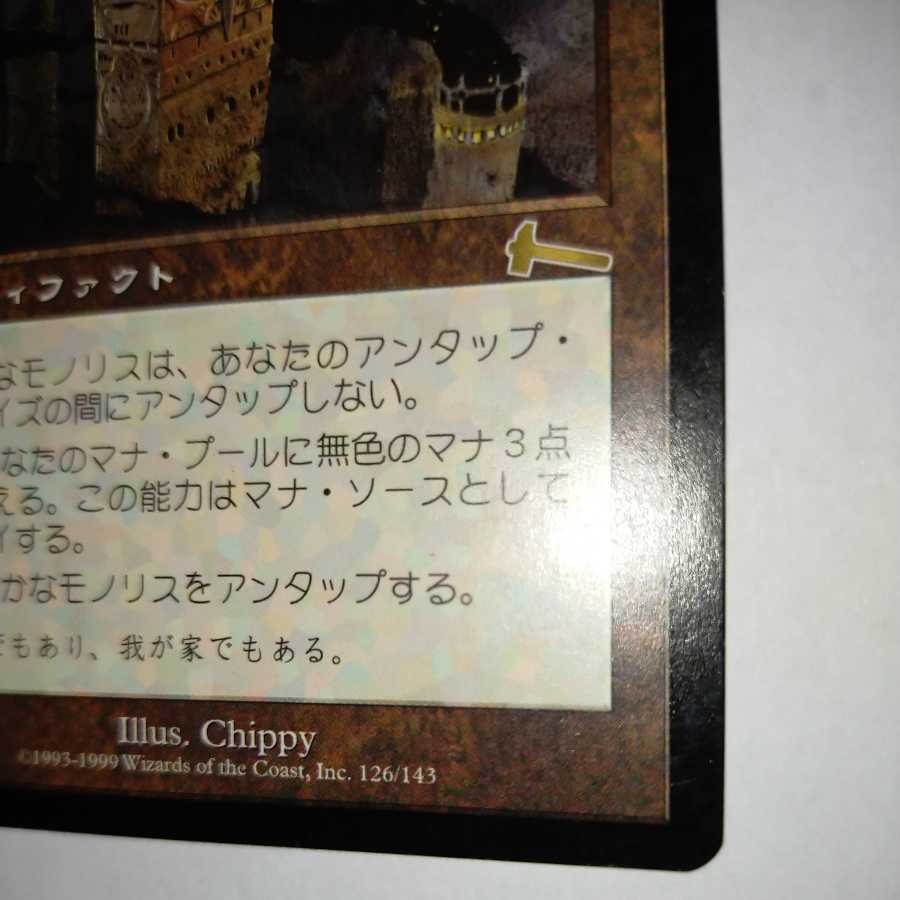 ィファクト
なモノリスは、あなたのアンタップ・
イズの間にアンタップしない。
なたのマナ・プールに無色のマナ３点
える。この能力はマナ・ソースとして
イする。
かなモノリスをアンタップする。
でもあり、我が家でもある。
Illus. Chippy
©1993-1999 Wizards of the Coast, Inc. 126/143